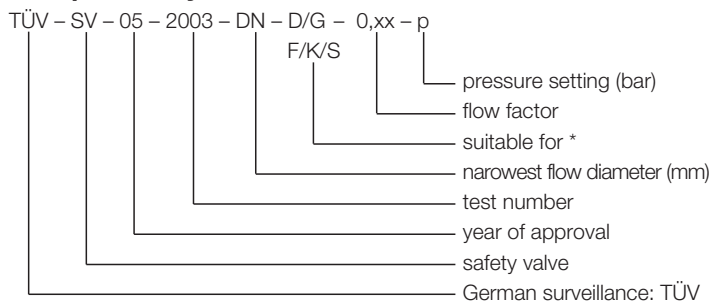 TÜV – SV – 05 – 2003 – DN – D/G – 0,xx – p
F/K/S
pressure setting (bar)
flow factor
suitable for *
narowest flow diameter (mm)
test number
year of approval
safety valve
German surveillance: TÜV